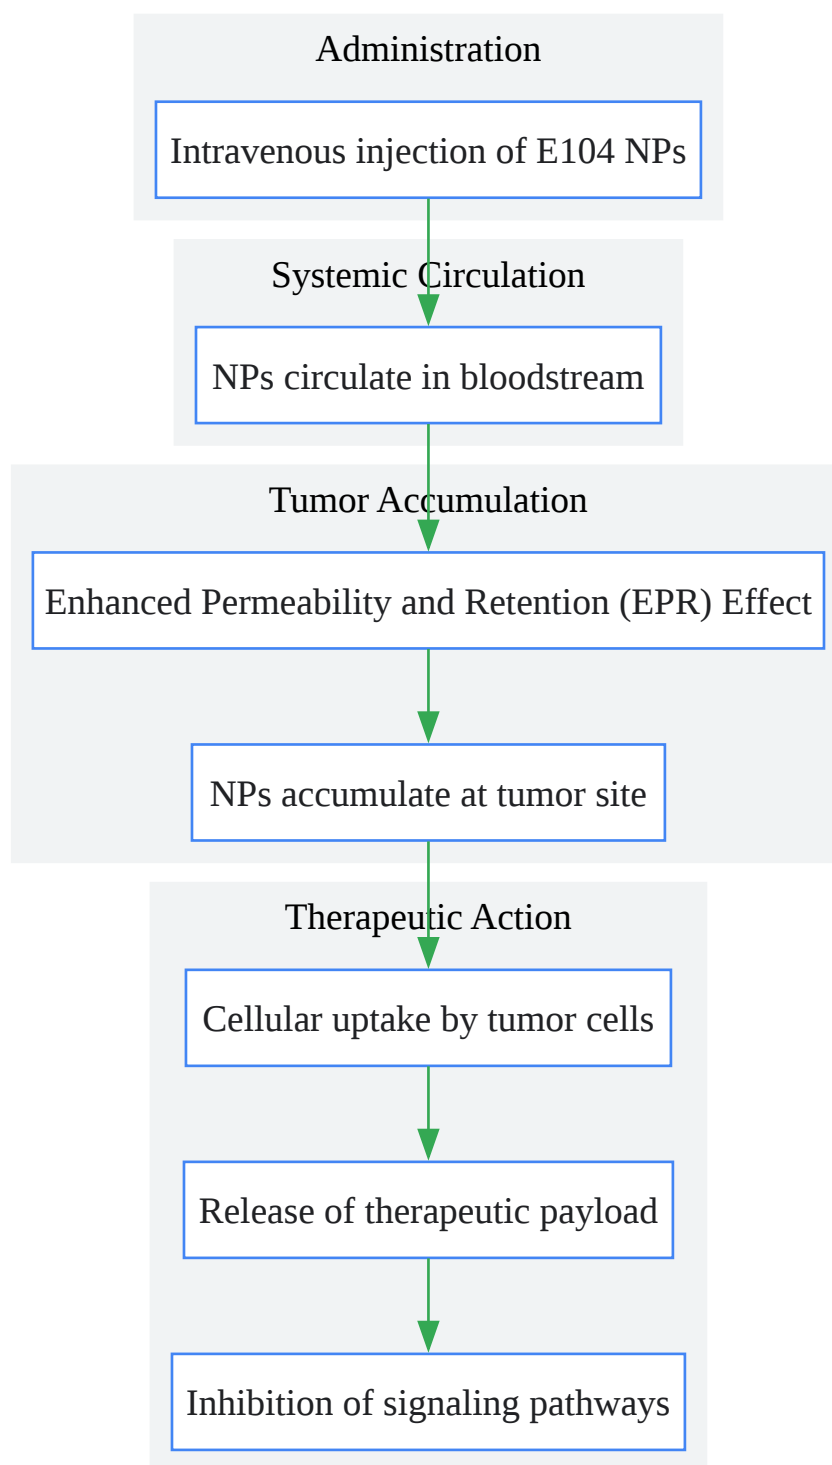 Administration
Intravenous injection of E104 NPs
Systemic Circulation
NPs circulate in bloodstream
Tumor Accumulation
Enhanced Permeability and Retention (EPR) Effect
NPs accumulate at tumor site
Therapeutic Action
Cellular uptake by tumor cells
Release of therapeutic payload
Inhibition of signaling pathways